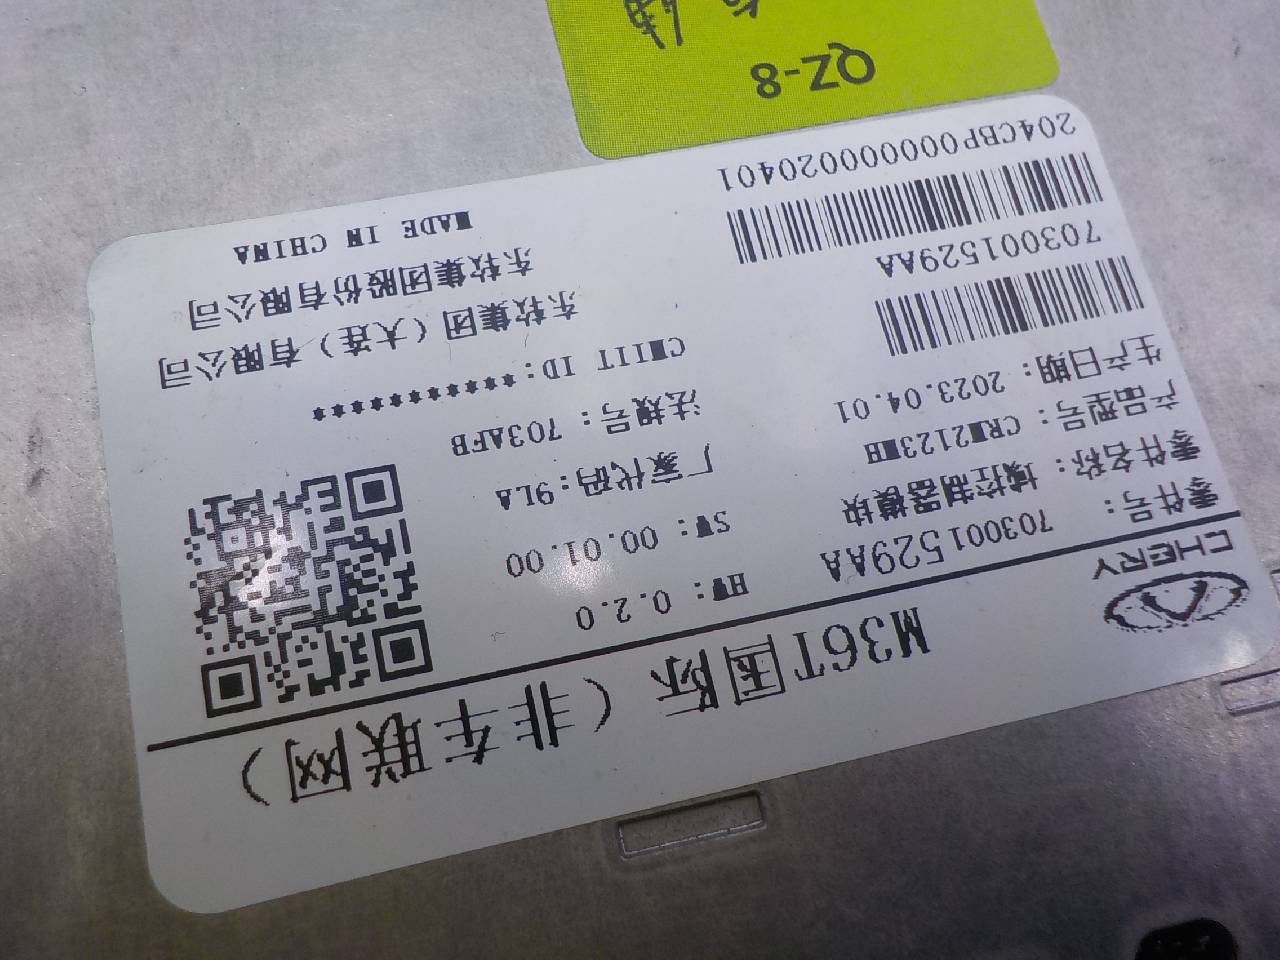 M36T国际（非车联网）
CHERY
零件号： 703001529AA
零件名称：域控制器模块
产品型号：CRM2123WH
生产日期：2023.04.01
703001529AA
204CBP0000020401
HW: 0.2.0
SW: 00.01.00
厂家代码:9LA
法规号：703AFB
CMIIT ID:***********
东软集团（大连）有限公司
东软集团股份有限公司
MADE IN CHINA
QZ-8